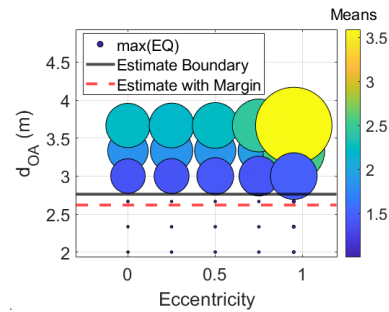 Means
max(EQ)
Estimate Boundary
Estimate with Margin
4.5
4
3.5
3
2.5
2
d_OA (m)
0
0.5
1
Eccentricity
3.5
3
2.5
2
1.5